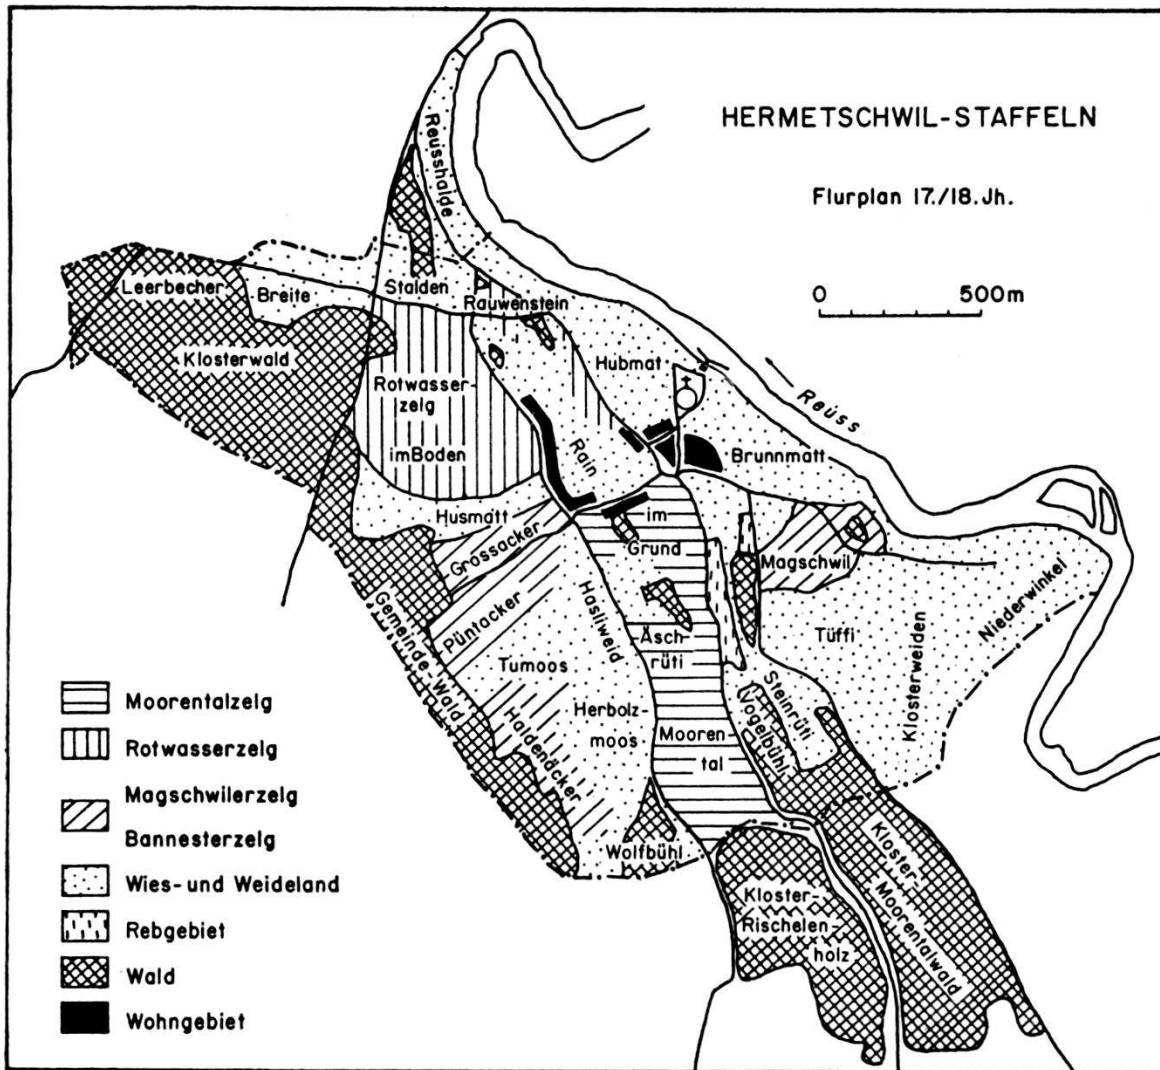 HERMETSCHWIL-STAFFELN
Flurplan 17./18. Jh.
0 500m
Reusshalde
Leerbecher
Breite
Stalden
Rauwenstein
Klosterwald
Hubmat
Reuss
Rotwasser-
zelg
im Boden
Rain
Brunnmatt
Husmatt
im
Grund
Grossacker
Magschwil
Niederwinkel
Püntacker
Hasliweid
Äsch-
rüti
Tüffi
Gemeinde-Wald
Tumoos
Klosterweiden
Haldenäcker
Herbolz-
moos
Steinrüti
Vogelbühl
Mooren-
tal
Wolfbühl
Kloster-
Rischelen-
holz
Kloster-
Moorentalwald
Moorentalzelg
Rotwasserzelg
Magschwilerzelg
Bannesterzelg
Wies- und Weideland
Rebgebiet
Wald
Wohngebiet